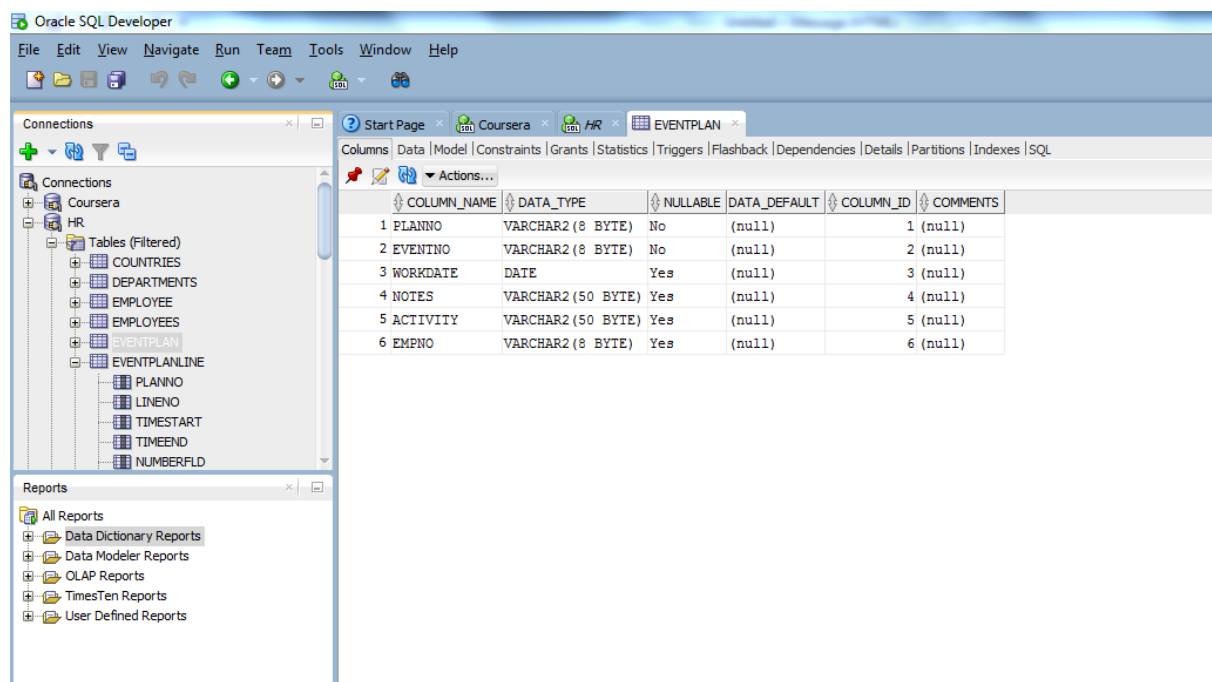 Oracle SQL Developer
File Edit View Navigate Run Team Tools Window Help
SQL
Connections
Connections
Coursera
HR
Tables (Filtered)
COUNTRIES
DEPARTMENTS
EMPLOYEE
EMPLOYEES
EVENTPLAN
EVENTPLANLINE
PLANNO
LINENO
TIMESTART
TIMEEND
NUMBERFLD
Reports
All Reports
Data Dictionary Reports
Data Modeler Reports
OLAP Reports
TimesTen Reports
User Defined Reports
Start Page Coursera HR EVENTPLAN
Columns Data |Model |Constraints |Grants |Statistics |Triggers |Flashback |Dependencies |Details |Partitions |Indexes |SQL
Actions...
COLUMN_NAME DATA_TYPE NULLABLE DATA_DEFAULT COLUMN_ID COMMENTS
1 PLANNO VARCHAR2(8 BYTE) No (null) 1 (null)
2 EVENTNO VARCHAR2(8 BYTE) No (null) 2 (null)
3 WORKDATE DATE Yes (null) 3 (null)
4 NOTES VARCHAR2(50 BYTE) Yes (null) 4 (null)
5 ACTIVITY VARCHAR2(50 BYTE) Yes (null) 5 (null)
6 EMPNO VARCHAR2(8 BYTE) Yes (null) 6 (null)